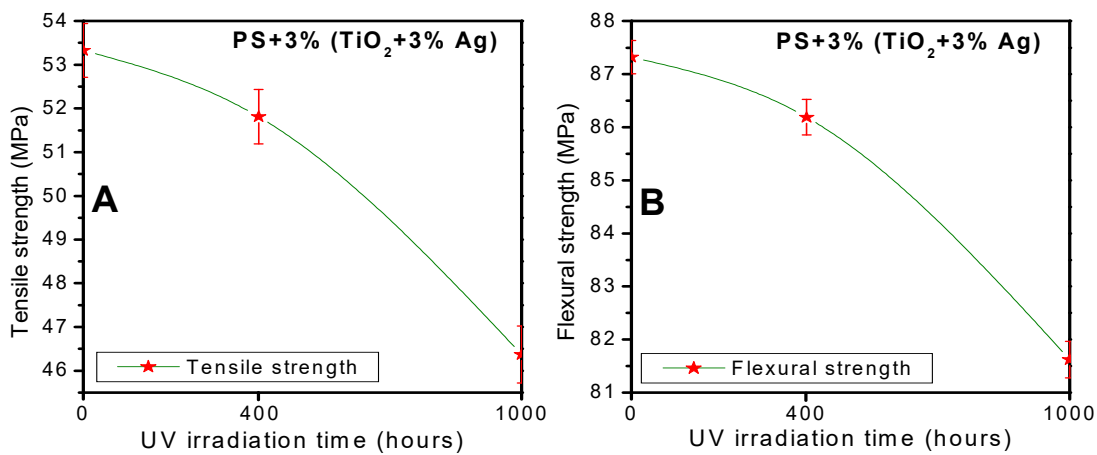 PS+3% (TiO₂+3% Ag)
A
Tensile strength (MPa)
54
53
52
51
50
49
48
47
46
Tensile strength
0
400
1000
UV irradiation time (hours)
PS+3% (TiO₂+3% Ag)
B
Flexural strength (MPa)
88
87
86
85
84
83
82
81
Flexural strength
0
400
1000
UV irradiation time (hours)